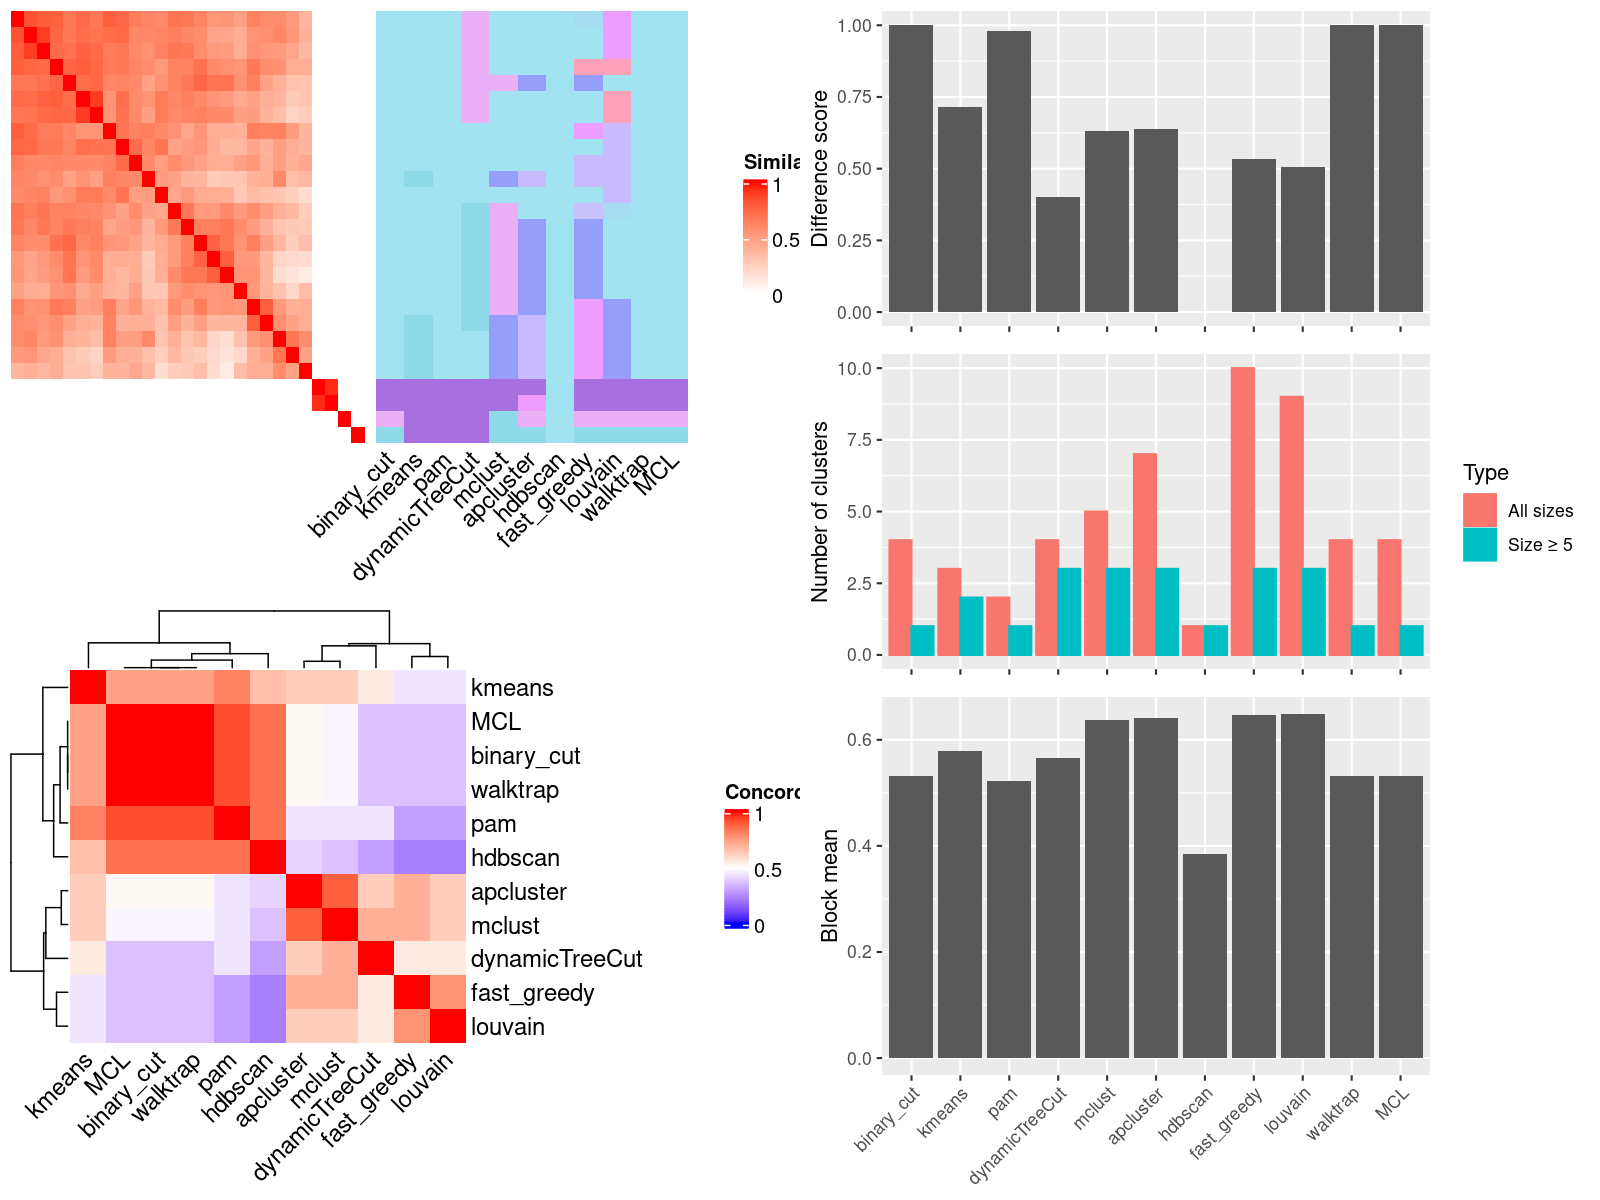 Simila
1
0.5
0
binary_cut
kmeans
pam
dynamicTreeCut
mclust
apcluster
hdbscan
fast_greedy
louvain
walktrap
MCL
kmeans
MCL
binary_cut
walktrap
pam
hdbscan
apcluster
mclust
dynamicTreeCut
fast_greedy
louvain
kmeans
MCL
binary_cut
walktrap
pam
hdbscan
apcluster
mclust
dynamicTreeCut
fast_greedy
louvain
Concord
1
0.5
0
Difference score
1.00
0.75
0.50
0.25
0.00
Number of clusters
10.0
7.5
5.0
2.5
0.0
Type
All sizes
Size ≥ 5
Block mean
0.6
0.4
0.2
0.0
binary_cut
kmeans
pam
dynamicTreeCut
mclust
apcluster
hdbscan
fast_greedy
louvain
walktrap
MCL